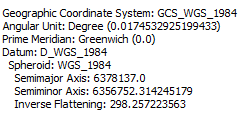 Geographic Coordinate System: GCS_WGS_1984
Angular Unit: Degree (0.0174532925199433)
Prime Meridian: Greenwich (0.0)
Datum: D_WGS_1984
Spheroid: WGS_1984
Semimajor Axis: 6378137.0
Semiminor Axis: 6356752.314245179
Inverse Flattening: 298.257223563